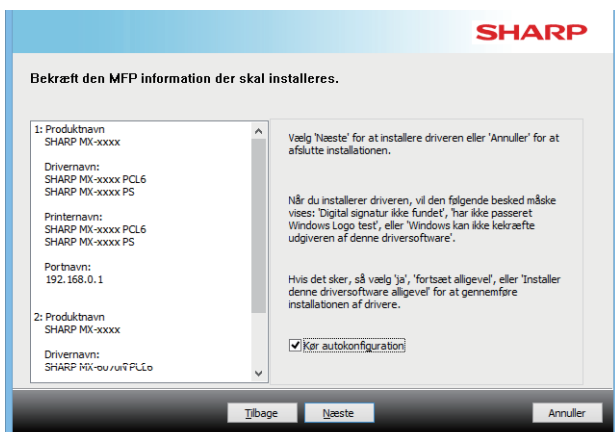 SHARP
Bekræft den MFP information der skal installeres.
1: Produktnavn
SHARP MX-xxxx
Drivernavn:
SHARP MX-xxxx PCL6
SHARP MX-xxxx PS
Printernavn:
SHARP MX-xxxx PCL6
SHARP MX-xxxx PS
Portnavn:
192.168.0.1
2: Produktnavn
SHARP MX-xxxx
Drivernavn:
SHARP PCL6
Vælg 'Næste' for at installere driveren eller 'Annuller' for at
afslutte installationen.
Når du installerer driveren, vil den følgende besked måske
vises: 'Digital signatur ikke fundet', 'har ikke passeret
Windows Logo test', eller 'Windows kan ikke kekræfte
udgiveren af denne driversoftware'.
Hvis det sker, så vælg 'ja', 'fortsæt alligevel', eller 'Installer
denne driversoftware alligevel' for at gennemføre
installationen af drivere.
Kør autokonfiguration
Tilbage
Næste
Annuller